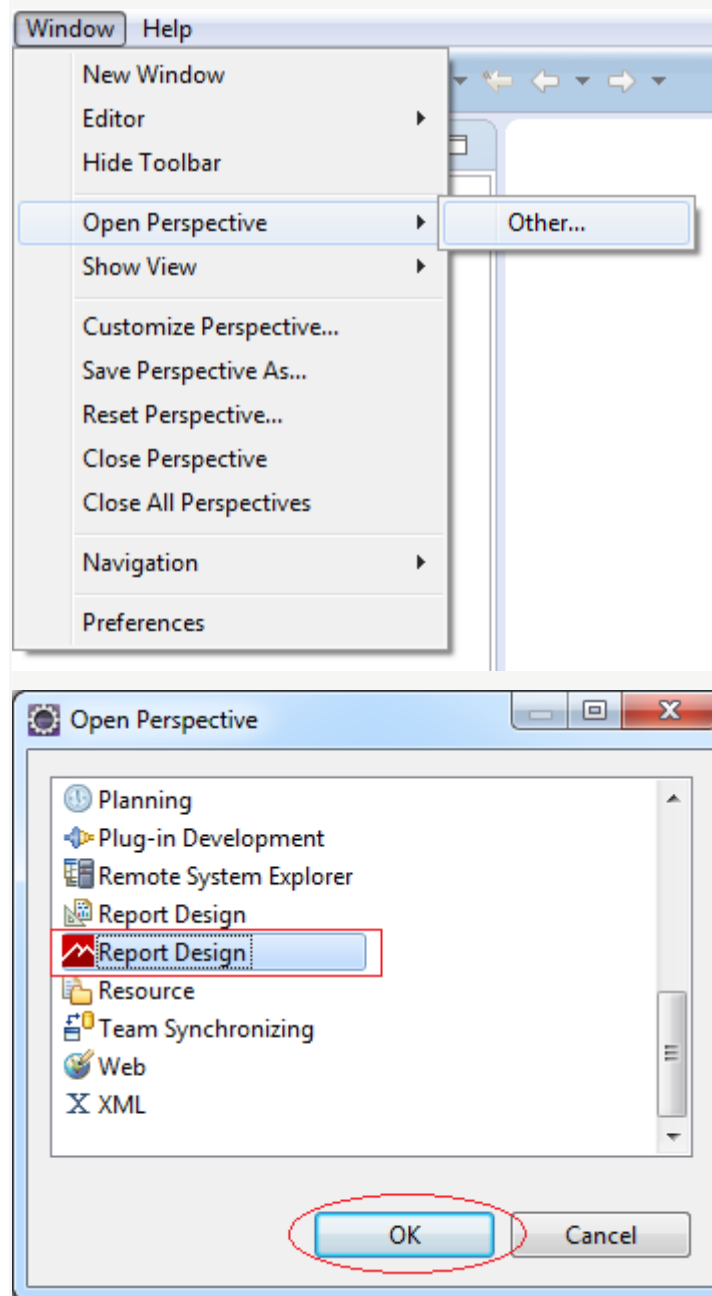 Window Help
New Window
Editor
Hide Toolbar
Open Perspective
Other...
Show View
Customize Perspective...
Save Perspective As...
Reset Perspective...
Close Perspective
Close All Perspectives
Navigation
Preferences
Open Perspective
Planning
Plug-in Development
Remote System Explorer
Report Design
Report Design
Resource
Team Synchronizing
Web
X XML
OK Cancel